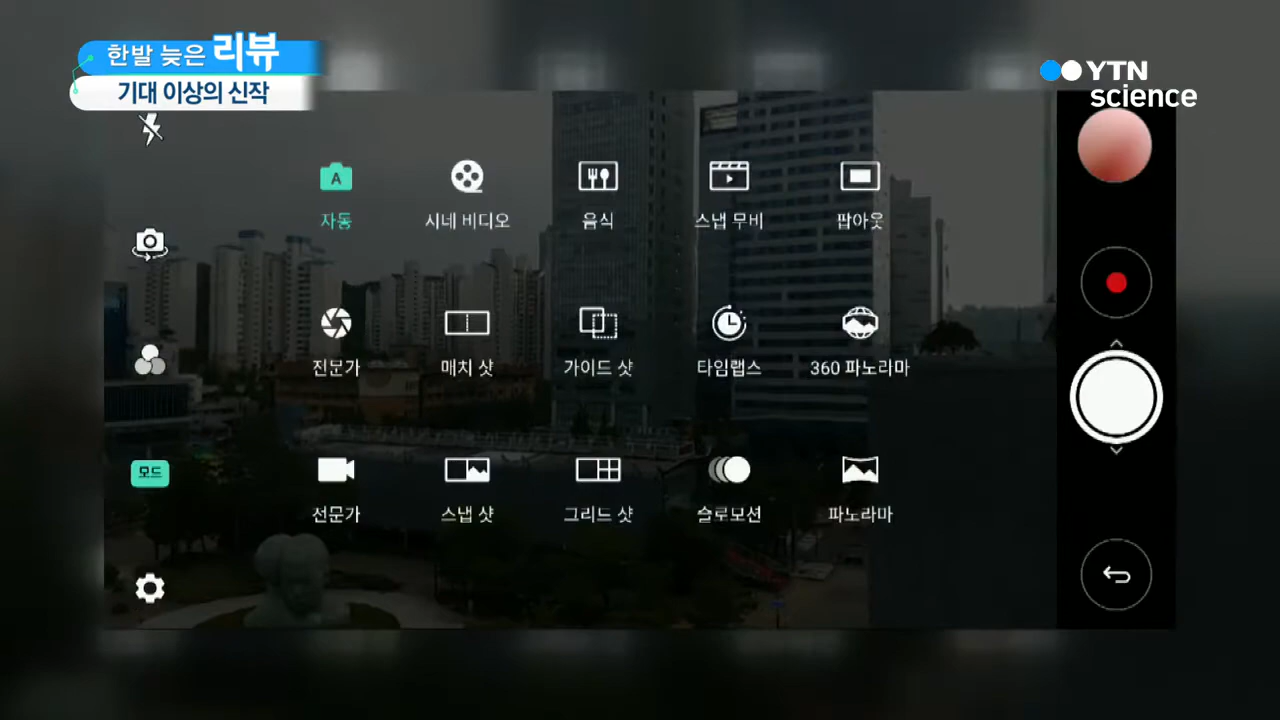 한발 늦은 리뷰
기대 이상의 신작
YTN
science
A
자동
시네 비디오
음식
스냅 무비
팝아웃
전문가
매치 샷
가이드 샷
타임랩스
360 파노라마
모드
전문가
스냅 샷
그리드 샷
슬로모션
파노라마